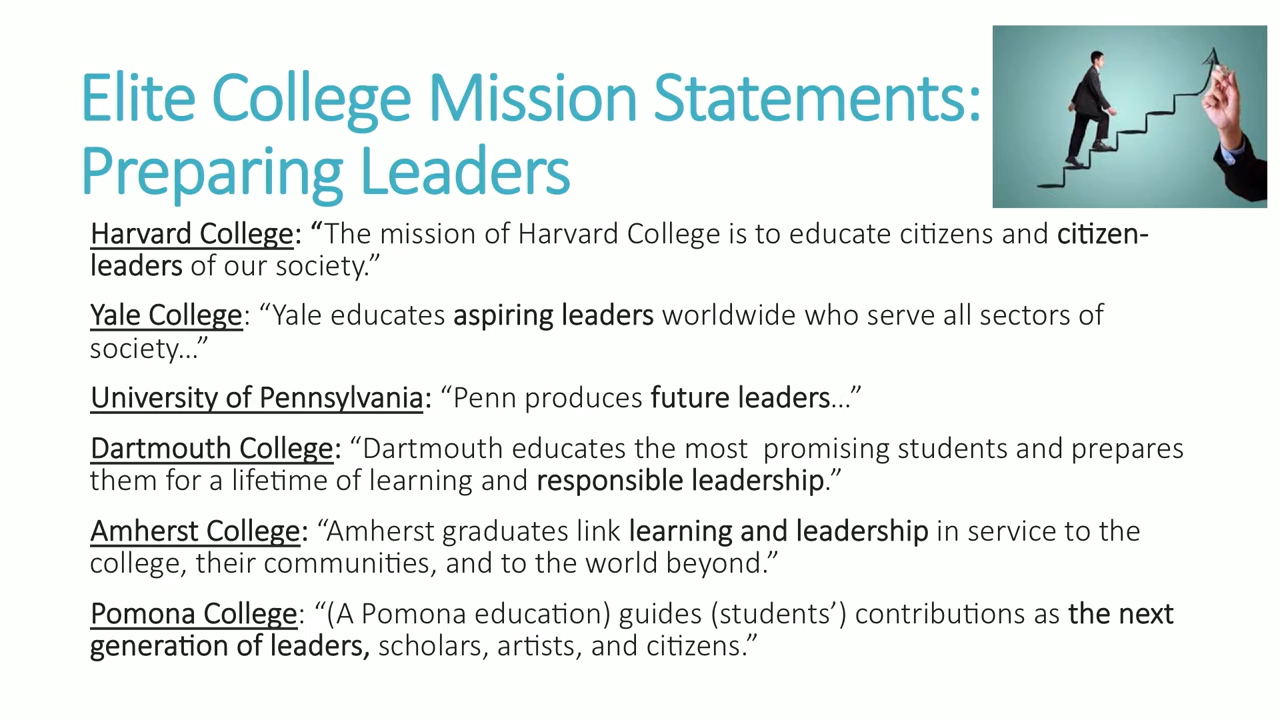 Elite College Mission Statements:
Preparing Leaders
Harvard College: “The mission of Harvard College is to educate citizens and citizen-
leaders of our society.”
Yale College: “Yale educates aspiring leaders worldwide who serve all sectors of
society…”
University of Pennsylvania: “Penn produces future leaders…”
Dartmouth College: “Dartmouth educates the most  promising students and prepares
them for a lifetime of learning and responsible leadership.”
Amherst College: “Amherst graduates link learning and leadership in service to the
college, their communities, and to the world beyond.”
Pomona College: “(A Pomona education) guides (students’) contributions as the next
generation of leaders, scholars, artists, and citizens.”